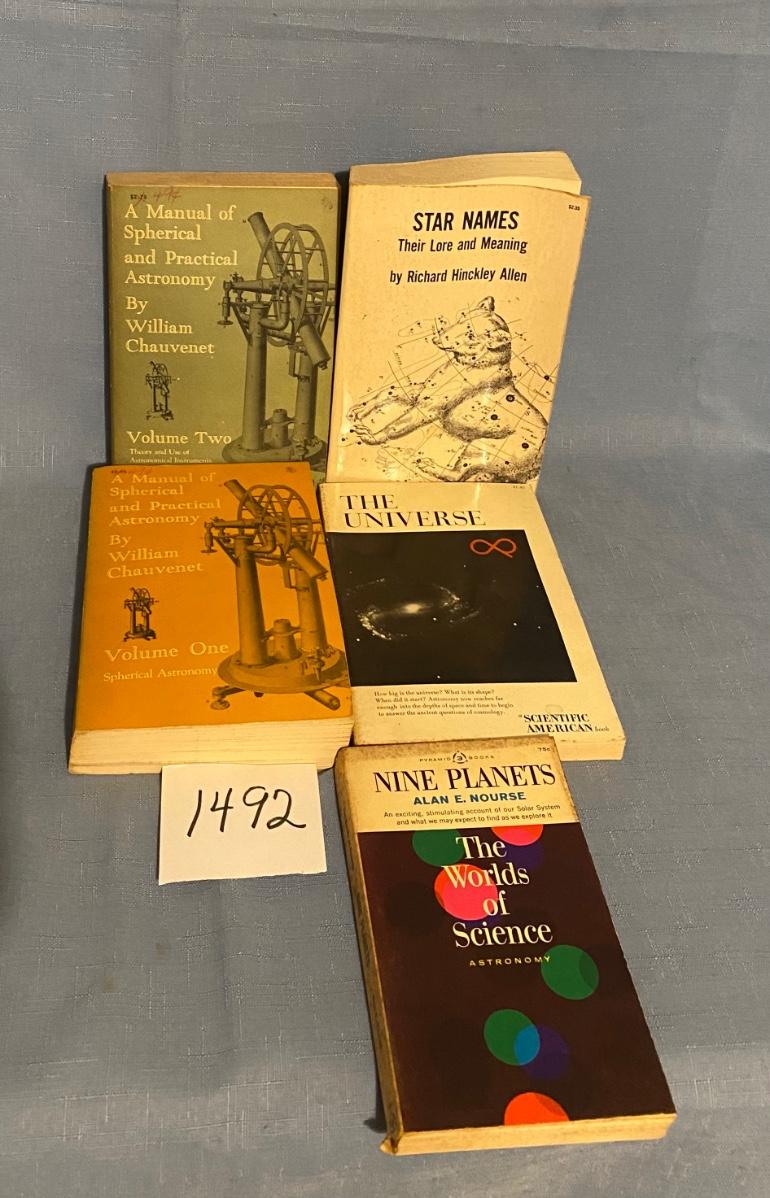 $2.75
A Manual of
Spherical
and Practical
Astronomy
By
William
Chauvenet
Volume Two
Theory and Use of
Astronomical Instruments
$2.35
STAR NAMES
Their Lore and Meaning
by Richard Hinckley Allen
A Manual of
Spherical
and Practical
Astronomy
By
William
Chauvenet
Volume One
Spherical Astronomy
THE
UNIVERSE
How big is the universe? What is its shape?
When did it start? Astronomy now reaches far
enough into the depths of space and time to begin
to answer the ancient questions of cosmology.
A SCIENTIFIC
AMERICAN book
1492
PYRAMID BOOKS
75c
NINE PLANETS
ALAN E. NOURSE
An exciting, stimulating account of our Solar System
and what we may expect to find as we explore it
The
Worlds
of
Science
ASTRONOMY